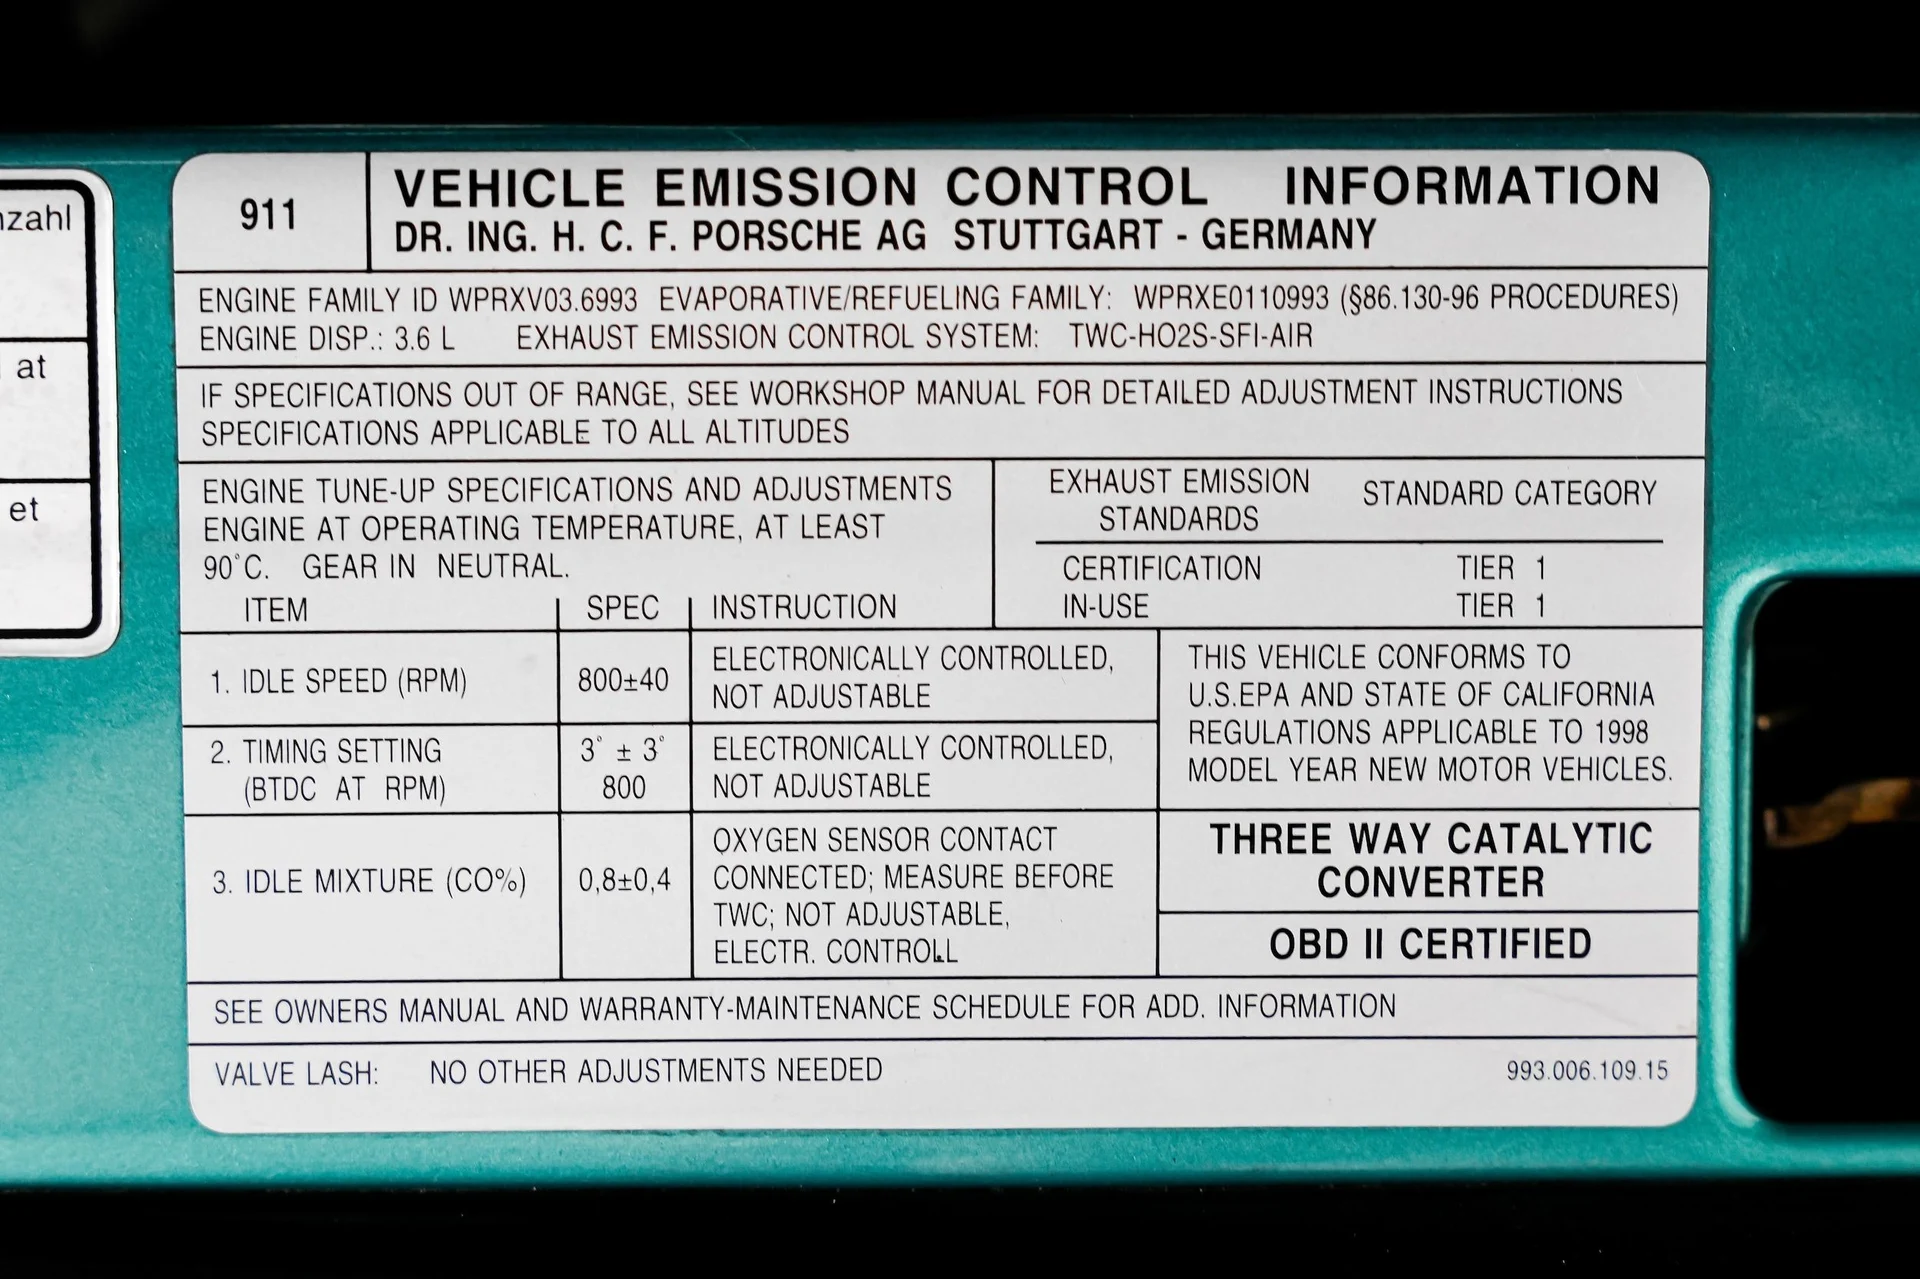 nzahl
at
et
911
VEHICLE EMISSION CONTROL INFORMATION
DR. ING. H. C. F. PORSCHE AG STUTTGART - GERMANY
ENGINE FAMILY ID WPRXV03.6993 EVAPORATIVE/REFUELING FAMILY: WPRXE0110993 (§86.130-96 PROCEDURES)
ENGINE DISP.: 3.6 L EXHAUST EMISSION CONTROL SYSTEM: TWC-HO2S-SFI-AIR
IF SPECIFICATIONS OUT OF RANGE, SEE WORKSHOP MANUAL FOR DETAILED ADJUSTMENT INSTRUCTIONS
SPECIFICATIONS APPLICABLE TO ALL ALTITUDES
ENGINE TUNE-UP SPECIFICATIONS AND ADJUSTMENTS
ENGINE AT OPERATING TEMPERATURE, AT LEAST
90°C. GEAR IN NEUTRAL.
ITEM SPEC INSTRUCTION
EXHAUST EMISSION
STANDARDS
STANDARD CATEGORY
CERTIFICATION TIER 1
IN-USE TIER 1
1. IDLE SPEED (RPM)
800±40
ELECTRONICALLY CONTROLLED,
NOT ADJUSTABLE
2. TIMING SETTING
(BTDC AT RPM)
3° ± 3°
800
ELECTRONICALLY CONTROLLED,
NOT ADJUSTABLE
3. IDLE MIXTURE (CO%)
0,8±0,4
OXYGEN SENSOR CONTACT
CONNECTED; MEASURE BEFORE
TWC; NOT ADJUSTABLE,
ELECTR. CONTROLL
THIS VEHICLE CONFORMS TO
U.S.EPA AND STATE OF CALIFORNIA
REGULATIONS APPLICABLE TO 1998
MODEL YEAR NEW MOTOR VEHICLES.
THREE WAY CATALYTIC
CONVERTER
OBD II CERTIFIED
SEE OWNERS MANUAL AND WARRANTY-MAINTENANCE SCHEDULE FOR ADD. INFORMATION
VALVE LASH: NO OTHER ADJUSTMENTS NEEDED
993.006.109.15